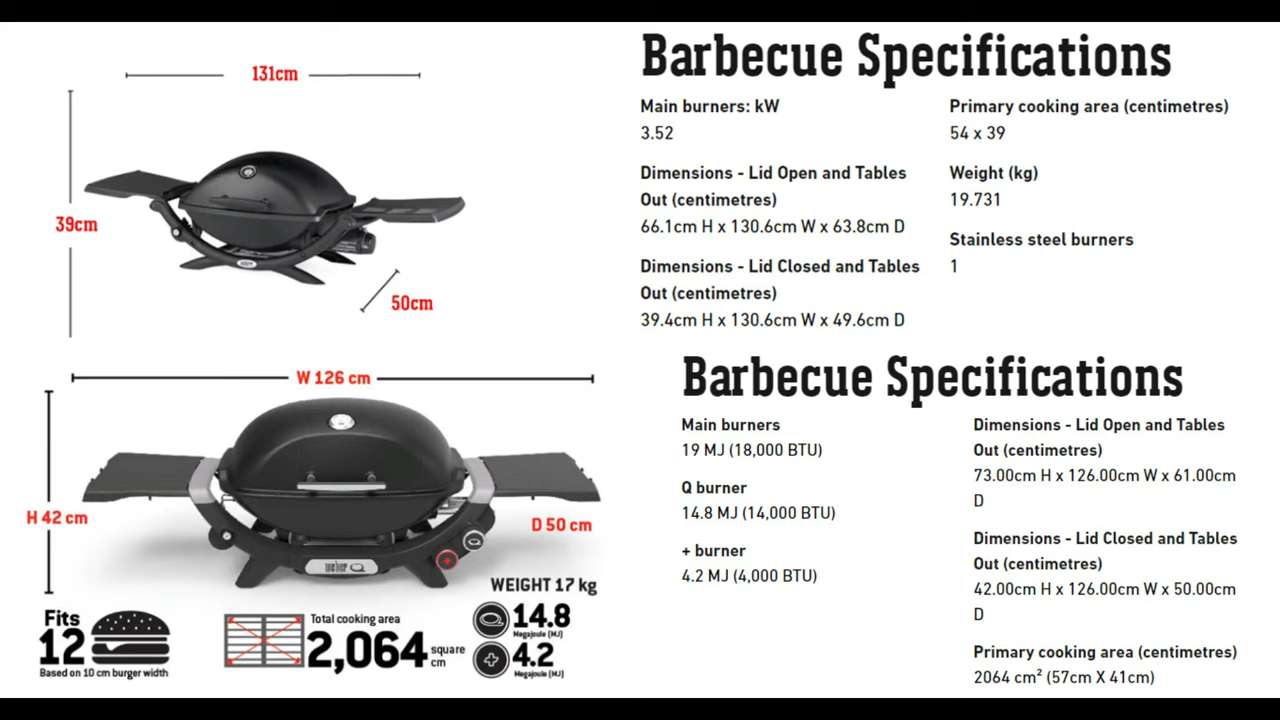 131cm
39cm
50cm
Barbecue Specifications
Main burners: kW
3.52
Dimensions - Lid Open and Tables
Out (centimetres)
66.1cm H x 130.6cm W x 63.8cm D
Dimensions - Lid Closed and Tables
Out (centimetres)
39.4cm H x 130.6cm W x 49.6cm D
Primary cooking area (centimetres)
54 x 39
Weight (kg)
19.731
Stainless steel burners
1
W 126 cm
H 42 cm
D 50 cm
weber Q
WEIGHT 17 kg
Fits
12
Based on 10 cm burger width
Total cooking area
2,064 square
cm
14.8
Megajoule (MJ)
4.2
Megajoule (MJ)
Barbecue Specifications
Main burners
19 MJ (18,000 BTU)
Q burner
14.8 MJ (14,000 BTU)
+ burner
4.2 MJ (4,000 BTU)
Dimensions - Lid Open and Tables
Out (centimetres)
73.00cm H x 126.00cm W x 61.00cm
D
Dimensions - Lid Closed and Tables
Out (centimetres)
42.00cm H x 126.00cm W x 50.00cm
D
Primary cooking area (centimetres)
2064 cm² (57cm X 41cm)